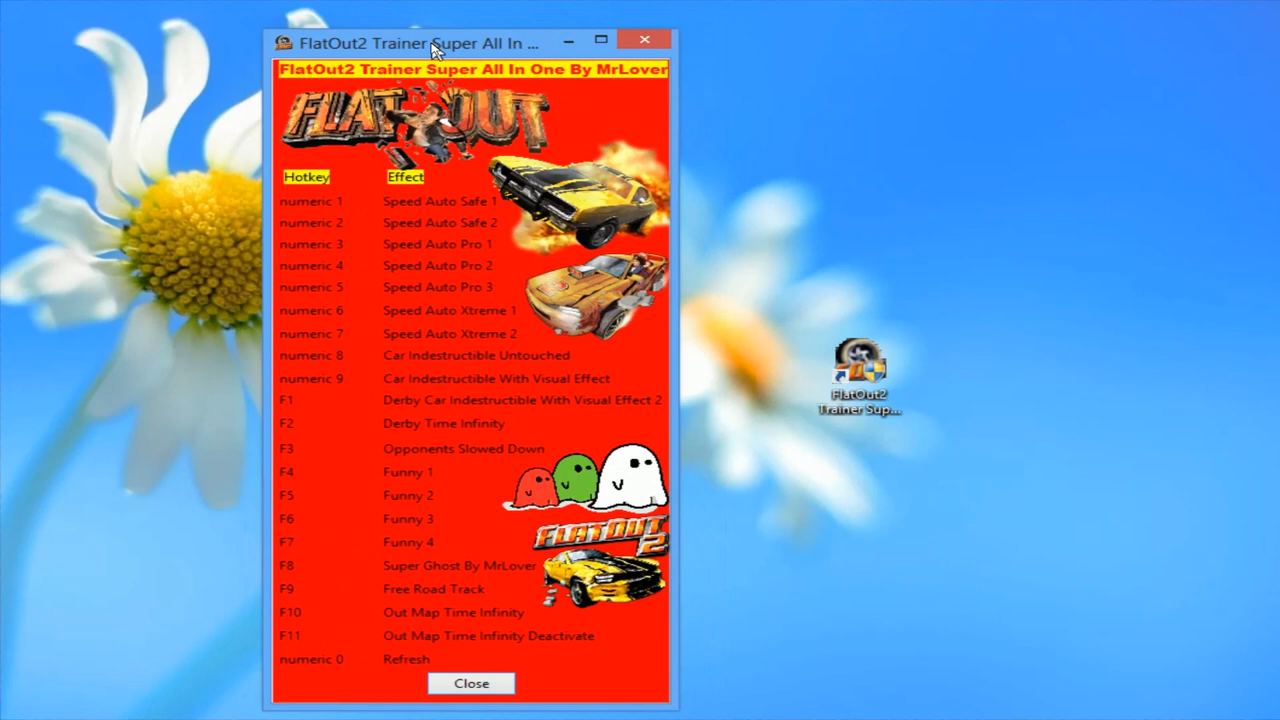 FlatOut2 Trainer Super All In ...
FlatOut2 Trainer Super All In One By MrLover
FLATOUT
Hotkey Effect
numeric 1 Speed Auto Safe 1
numeric 2 Speed Auto Safe 2
numeric 3 Speed Auto Pro 1
numeric 4 Speed Auto Pro 2
numeric 5 Speed Auto Pro 3
numeric 6 Speed Auto Xtreme 1
numeric 7 Speed Auto Xtreme 2
numeric 8 Car Indestructible Untouched
numeric 9 Car Indestructible With Visual Effect
F1 Derby Car Indestructible With Visual Effect 2
F2 Derby Time Infinity
F3 Opponents Slowed Down
F4 Funny 1
F5 Funny 2
F6 Funny 3
F7 Funny 4
F8 Super Ghost By MrLover
F9 Free Road Track
F10 Out Map Time Infinity
F11 Out Map Time Infinity Deactivate
numeric 0 Refresh
FLATOUT
2
Close
FlatOut2
Trainer Sup...